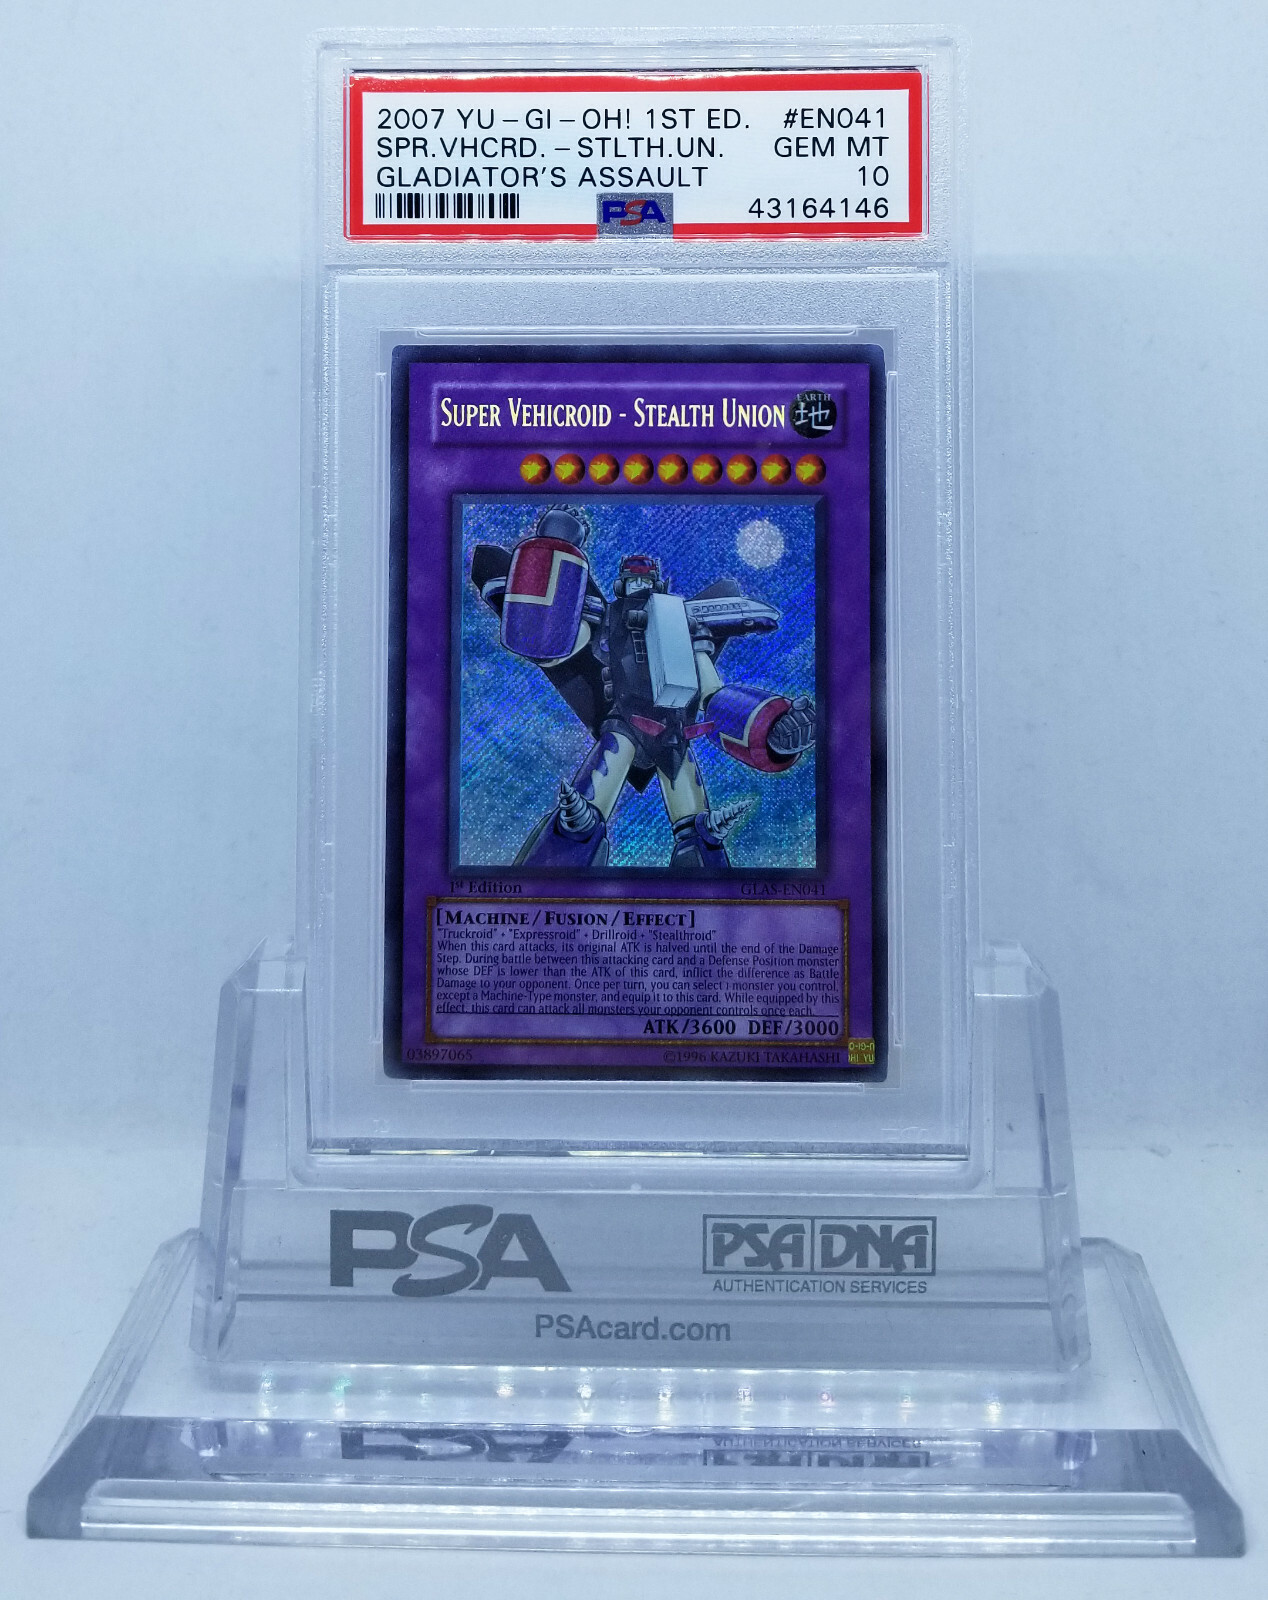 2007 YU-GI-OH! 1ST ED. #EN041
SPR.VHCRD.-STLTH.UN. GEM MT
GLADIATOR'S ASSAULT 10
PSA 43164146
SUPER VEHICROID - STEALTH UNION
EARTH
地
1st Edition GLAS-EN041
[MACHINE/FUSION/EFFECT]
"Truckroid" + "Expressroid" + Drillroid + "Stealthroid"
When this card attacks, its original ATK is halved until the end of the Damage
Step. During battle between this attacking card and a Defense Position monster
whose DEF is lower than the ATK of this card, inflict the difference as Battle
Damage to your opponent. Once per turn, you can select 1 monster you control,
except a Machine-Type monster, and equip it to this card. While equipped by this
effect, this card can attack all monsters your opponent controls once each.
ATK/3600 DEF/3000
03897065 ©1996 KAZUKI TAKAHASHI
PSA PSA DNA
AUTHENTICATION SERVICES
PSAcard.com